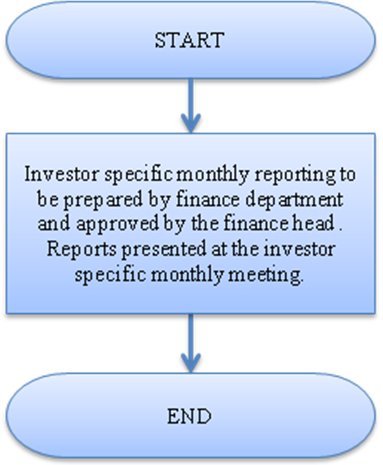 START
Investor specific monthly reporting to
be prepared by finance department
and approved by the finance head .
Reports presented at the investor
specific monthly meeting.
END